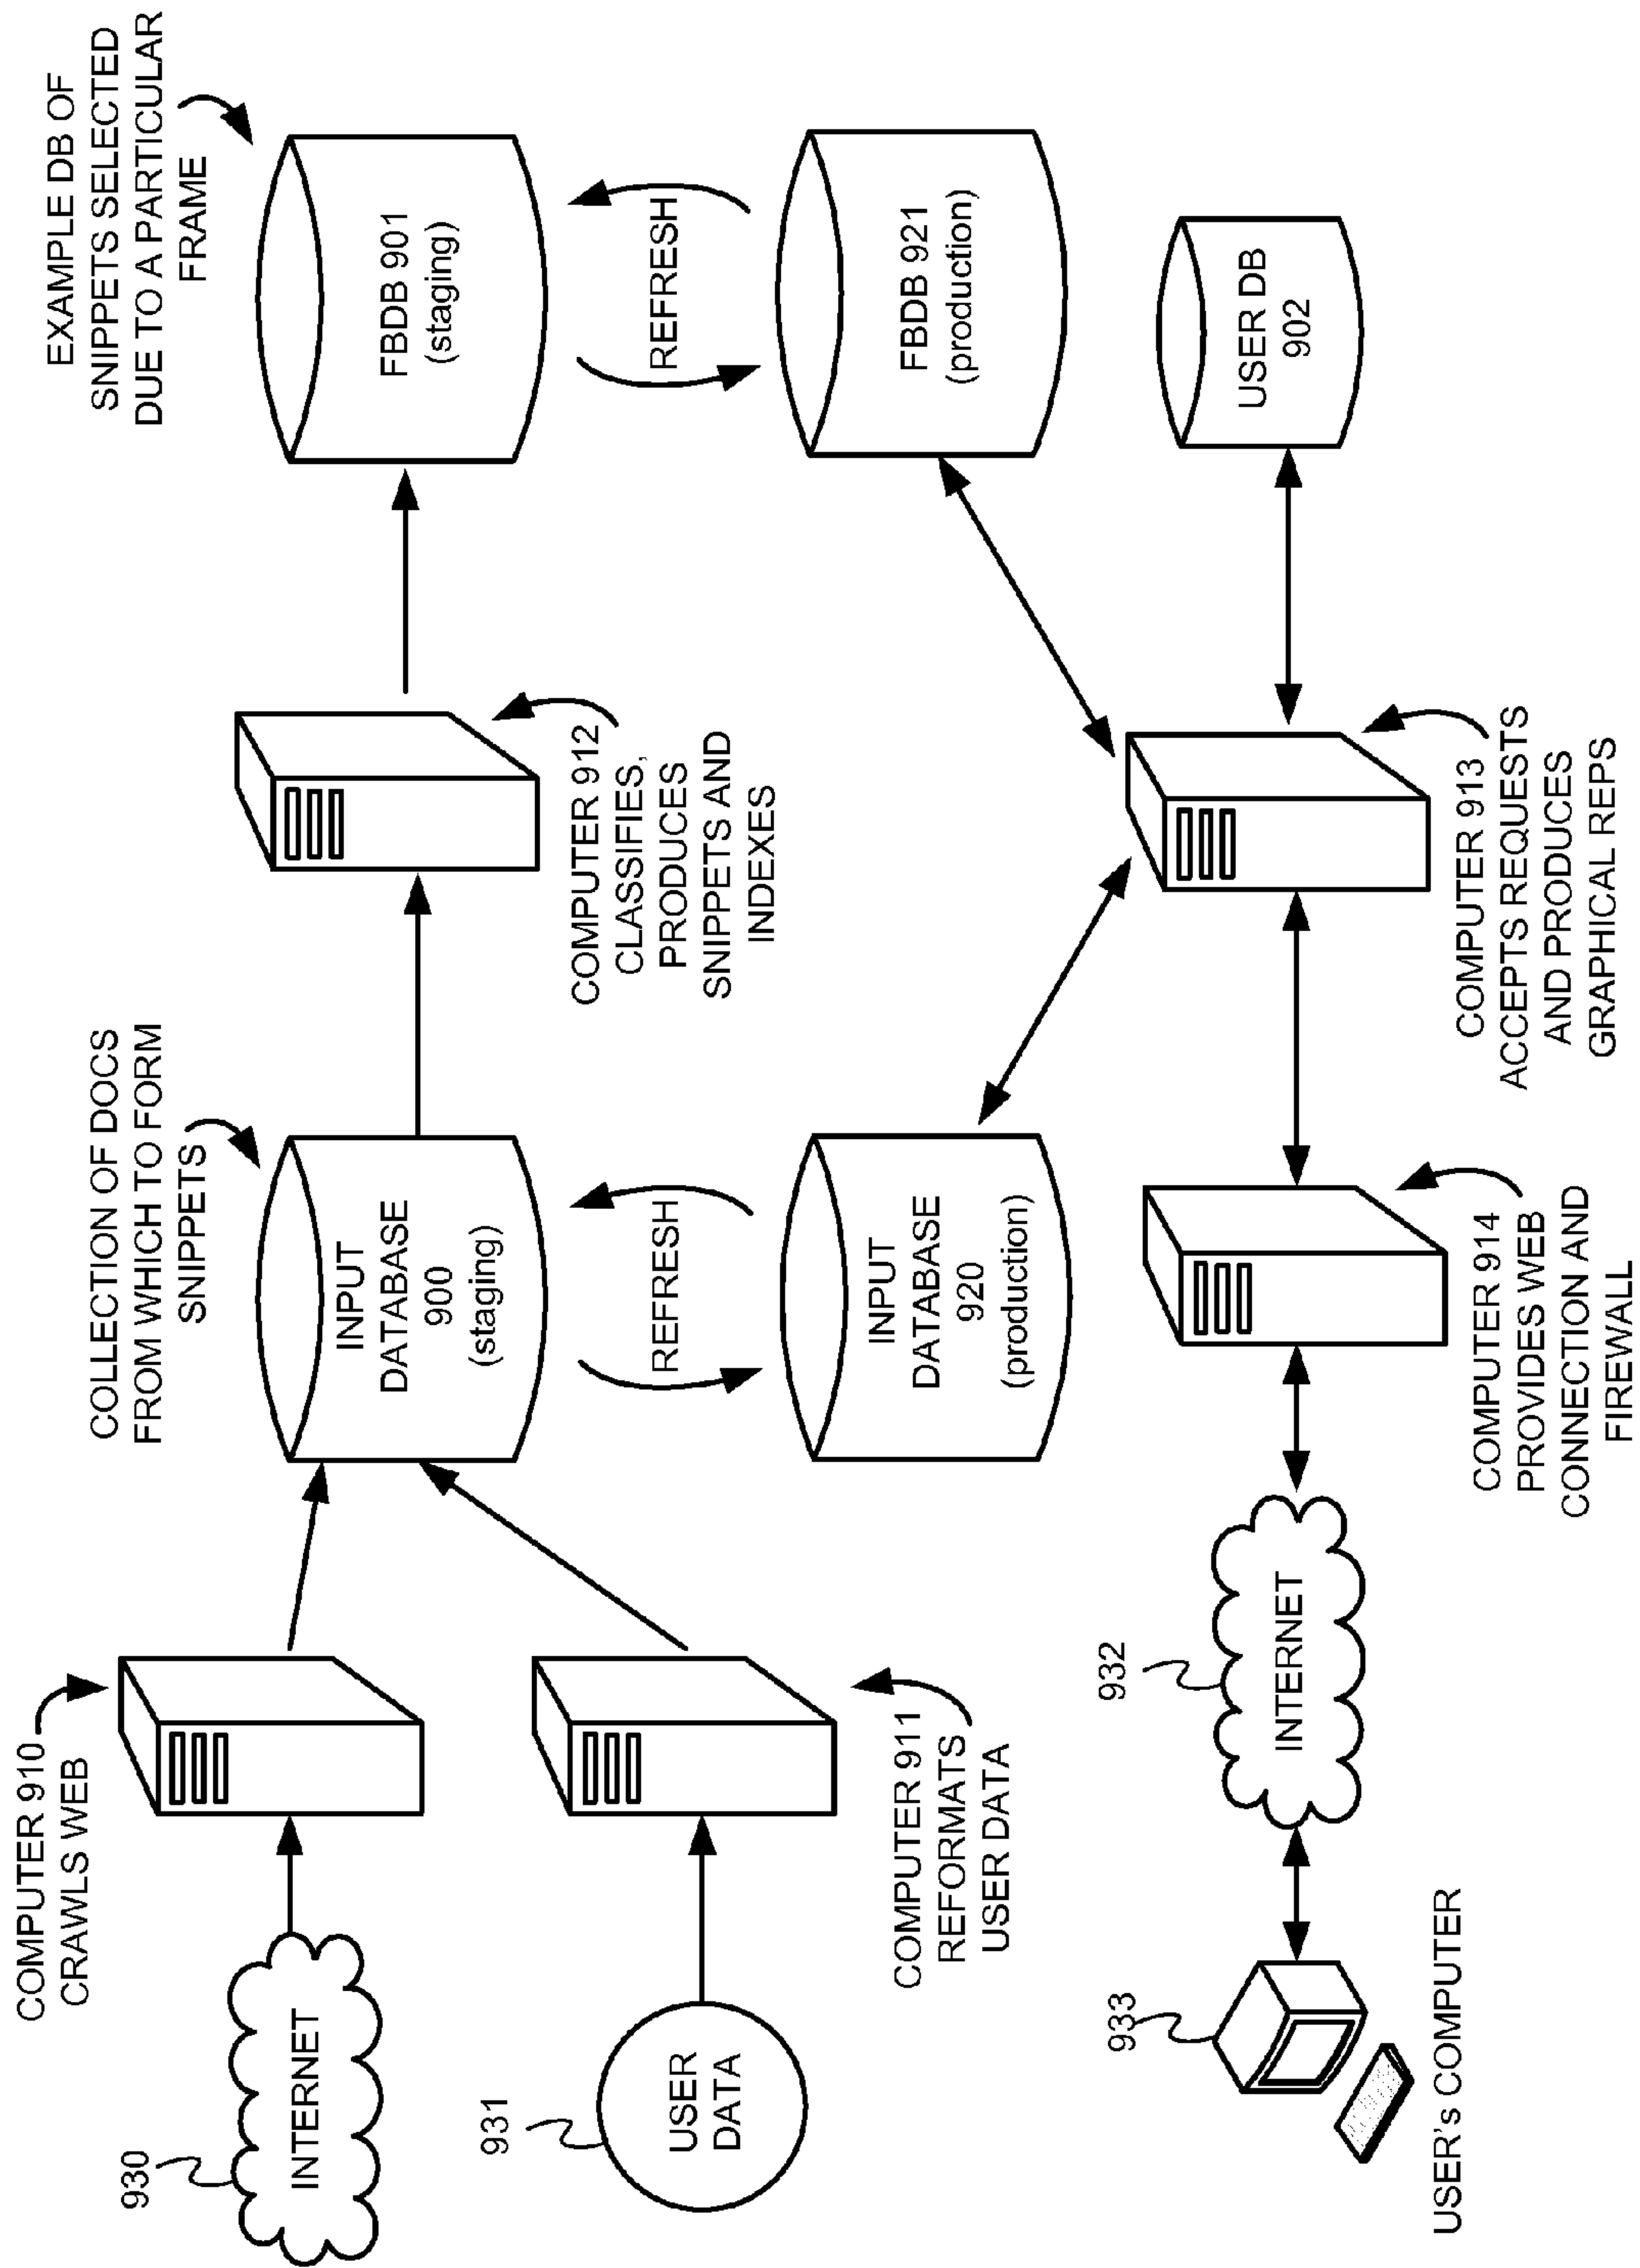 COMPUTER 910
CRAWLS WEB
930
INTERNET
931
USER
DATA
COMPUTER 911
REFORMATS
USER DATA
COLLECTION OF DOCS
FROM WHICH TO FORM
SNIPPETS
INPUT
DATABASE
900
(staging)
REFRESH
INPUT
DATABASE
920
(production)
COMPUTER 912
CLASSIFIES,
PRODUCES
SNIPPETS AND
INDEXES
EXAMPLE DB OF
SNIPPETS SELECTED
DUE TO A PARTICULAR
FRAME
FBDB 901
(staging)
REFRESH
FBDB 921
(production)
USER DB
902
933
USER's COMPUTER
932
INTERNET
COMPUTER 914
PROVIDES WEB
CONNECTION AND
FIREWALL
COMPUTER 913
ACCEPTS REQUESTS
AND PRODUCES
GRAPHICAL REPS